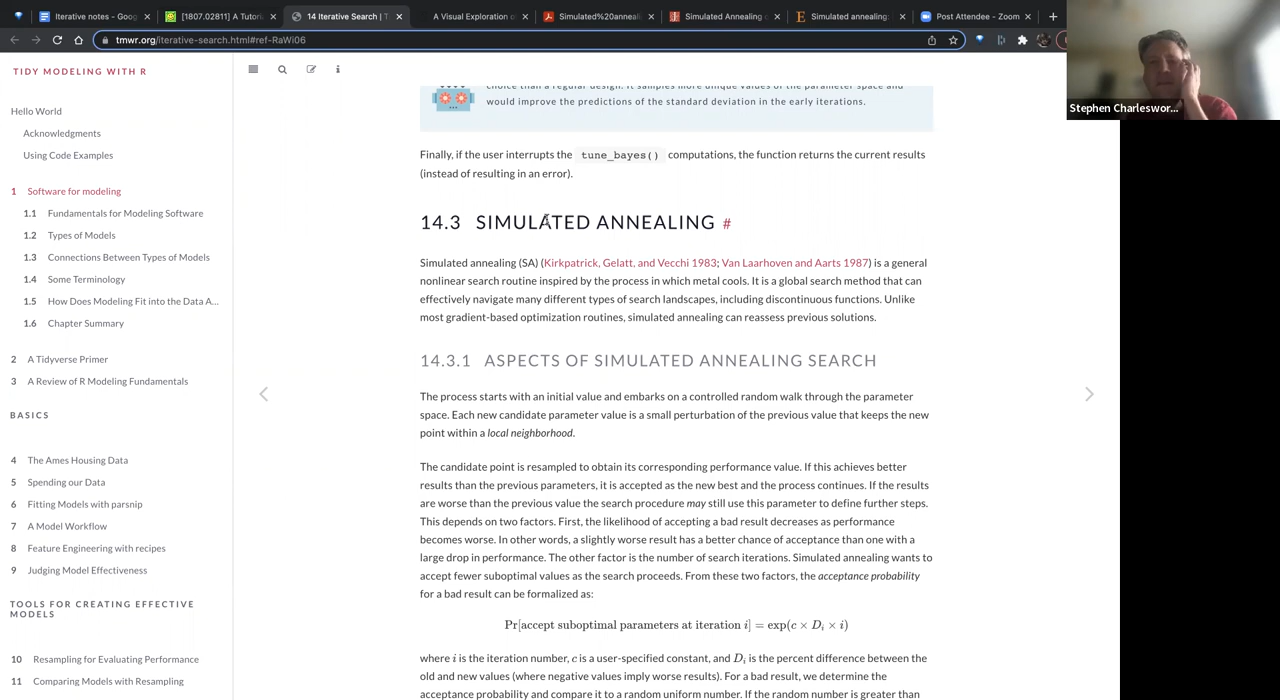 Iterative notes - Goog
[1807.02811] A Tutori
14 Iterative Search | T
A Visual Exploration o
Simulated%20anneali
Simulated Annealing
Simulated annealing:
Post Attendee - Zoom
tmwr.org/iterative-search.html#ref-RaWi06
Stephen Charleswor...
TIDY MODELING WITH R
Hello World
Acknowledgments
Using Code Examples
1 Software for modeling
1.1 Fundamentals for Modeling Software
1.2 Types of Models
1.3 Connections Between Types of Models
1.4 Some Terminology
1.5 How Does Modeling Fit into the Data A...
1.6 Chapter Summary
2 A Tidyverse Primer
3 A Review of R Modeling Fundamentals
BASICS
4 The Ames Housing Data
5 Spending our Data
6 Fitting Models with parsnip
7 A Model Workflow
8 Feature Engineering with recipes
9 Judging Model Effectiveness
TOOLS FOR CREATING EFFECTIVE
MODELS
10 Resampling for Evaluating Performance
11 Comparing Models with Resampling
choice than a regular design. It samples more unique values of the parameter space and
would improve the predictions of the standard deviation in the early iterations.
Finally, if the user interrupts the tune_bayes() computations, the function returns the current results
(instead of resulting in an error).
14.3 SIMULATED ANNEALING #
Simulated annealing (SA) (Kirkpatrick, Gelatt, and Vecchi 1983; Van Laarhoven and Aarts 1987) is a general
nonlinear search routine inspired by the process in which metal cools. It is a global search method that can
effectively navigate many different types of search landscapes, including discontinuous functions. Unlike
most gradient-based optimization routines, simulated annealing can reassess previous solutions.
14.3.1 ASPECTS OF SIMULATED ANNEALING SEARCH
The process starts with an initial value and embarks on a controlled random walk through the parameter
space. Each new candidate parameter value is a small perturbation of the previous value that keeps the new
point within a local neighborhood.
The candidate point is resampled to obtain its corresponding performance value. If this achieves better
results than the previous parameters, it is accepted as the new best and the process continues. If the results
are worse than the previous value the search procedure may still use this parameter to define further steps.
This depends on two factors. First, the likelihood of accepting a bad result decreases as performance
becomes worse. In other words, a slightly worse result has a better chance of acceptance than one with a
large drop in performance. The other factor is the number of search iterations. Simulated annealing wants to
accept fewer suboptimal values as the search proceeds. From these two factors, the acceptance probability
for a bad result can be formalized as:
Pr[accept suboptimal parameters at iteration i] = exp(c × Di × i)
where i is the iteration number, c is a user-specified constant, and Di is the percent difference between the
old and new values (where negative values imply worse results). For a bad result, we determine the
acceptance probability and compare it to a random uniform number. If the random number is greater than